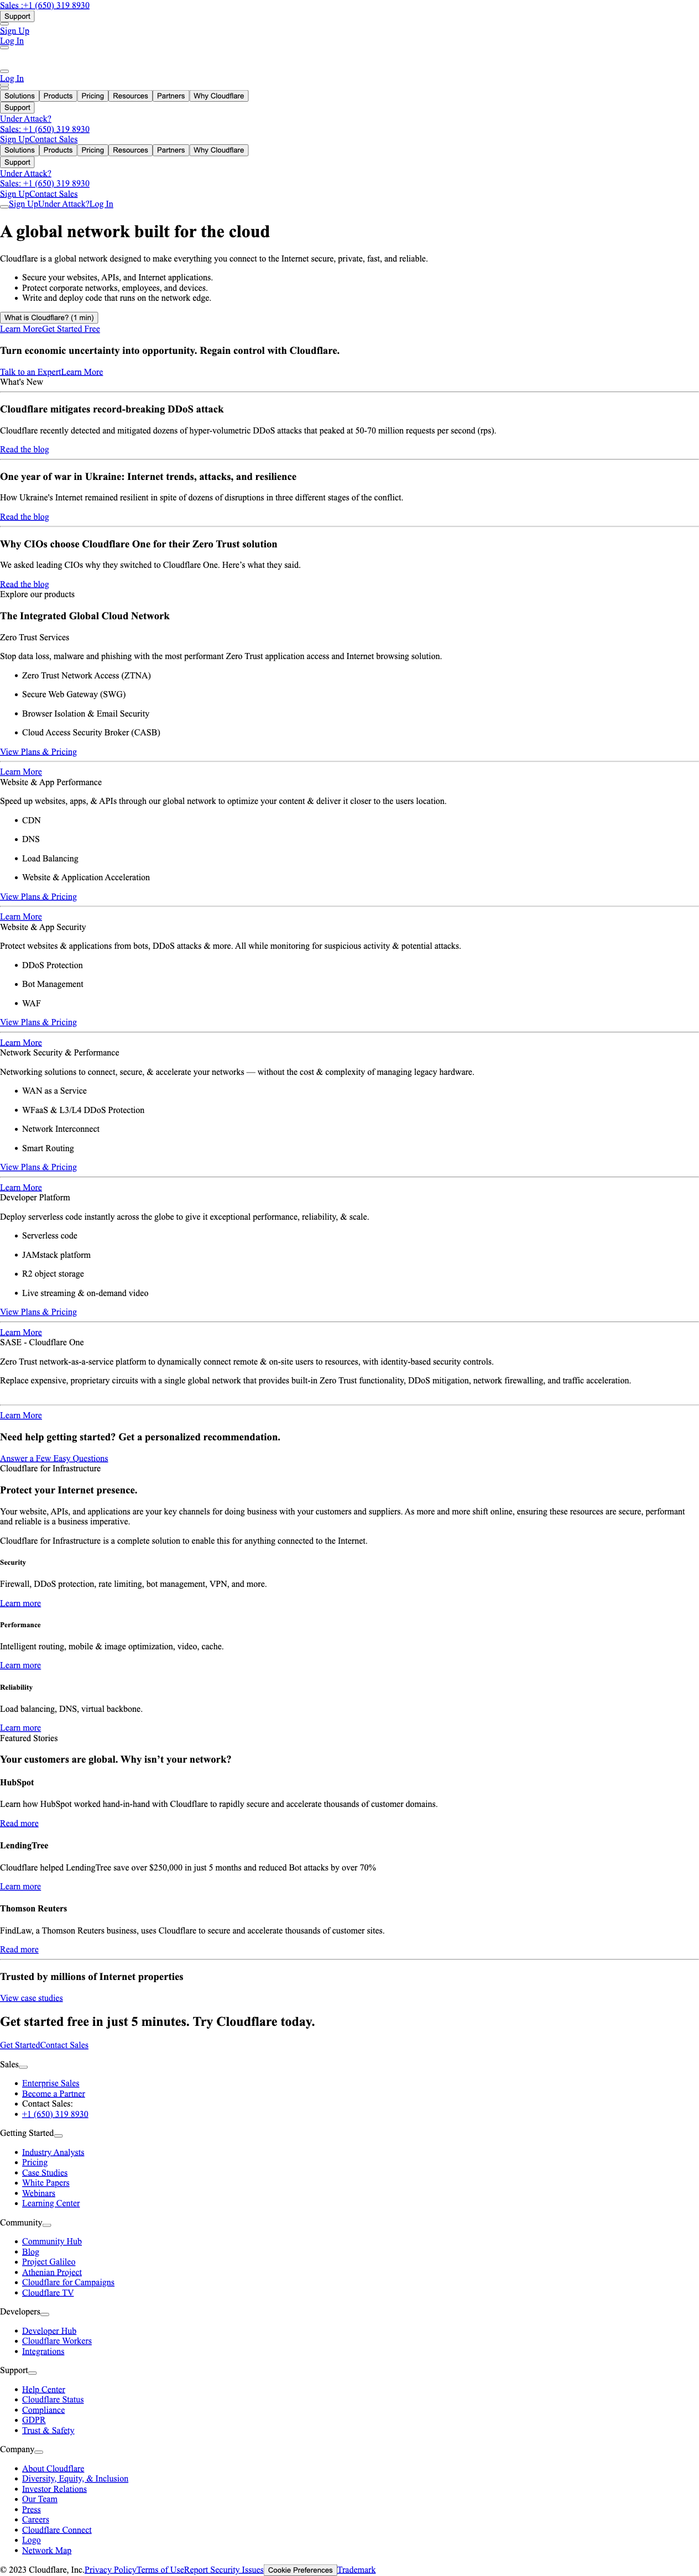 Sales :+1 (650) 319 8930
Support
Sign Up
Log In
Log In
Solutions Products Pricing Resources Partners Why Cloudflare
Support
Under Attack?
Sales: +1 (650) 319 8930
Sign UpContact Sales
Solutions Products Pricing Resources Partners Why Cloudflare
Support
Under Attack?
Sales: +1 (650) 319 8930
Sign UpContact Sales
Sign UpUnder Attack?Log In
A global network built for the cloud
Cloudflare is a global network designed to make everything you connect to the Internet secure, private, fast, and reliable.
Secure your websites, APIs, and Internet applications.
Protect corporate networks, employees, and devices.
Write and deploy code that runs on the network edge.
What is Cloudflare? (1 min)
Learn MoreGet Started Free
Turn economic uncertainty into opportunity. Regain control with Cloudflare.
Talk to an ExpertLearn More
What's New
Cloudflare mitigates record-breaking DDoS attack
Cloudflare recently detected and mitigated dozens of hyper-volumetric DDoS attacks that peaked at 50-70 million requests per second (rps).
Read the blog
One year of war in Ukraine: Internet trends, attacks, and resilience
How Ukraine's Internet remained resilient in spite of dozens of disruptions in three different stages of the conflict.
Read the blog
Why CIOs choose Cloudflare One for their Zero Trust solution
We asked leading CIOs why they switched to Cloudflare One. Here’s what they said.
Read the blog
Explore our products
The Integrated Global Cloud Network
Zero Trust Services
Stop data loss, malware and phishing with the most performant Zero Trust application access and Internet browsing solution.
Zero Trust Network Access (ZTNA)
Secure Web Gateway (SWG)
Browser Isolation & Email Security
Cloud Access Security Broker (CASB)
View Plans & Pricing
Learn More
Website & App Performance
Speed up websites, apps, & APIs through our global network to optimize your content & deliver it closer to the users location.
CDN
DNS
Load Balancing
Website & Application Acceleration
View Plans & Pricing
Learn More
Website & App Security
Protect websites & applications from bots, DDoS attacks & more. All while monitoring for suspicious activity & potential attacks.
DDoS Protection
Bot Management
WAF
View Plans & Pricing
Learn More
Network Security & Performance
Networking solutions to connect, secure, & accelerate your networks — without the cost & complexity of managing legacy hardware.
WAN as a Service
WFaaS & L3/L4 DDoS Protection
Network Interconnect
Smart Routing
View Plans & Pricing
Learn More
Developer Platform
Deploy serverless code instantly across the globe to give it exceptional performance, reliability, & scale.
Serverless code
JAMstack platform
R2 object storage
Live streaming & on-demand video
View Plans & Pricing
Learn More
SASE - Cloudflare One
Zero Trust network-as-a-service platform to dynamically connect remote & on-site users to resources, with identity-based security controls.
Replace expensive, proprietary circuits with a single global network that provides built-in Zero Trust functionality, DDoS mitigation, network firewalling, and traffic acceleration.
Learn More
Need help getting started? Get a personalized recommendation.
Answer a Few Easy Questions
Cloudflare for Infrastructure
Protect your Internet presence.
Your website, APIs, and applications are your key channels for doing business with your customers and suppliers. As more and more shift online, ensuring these resources are secure, performant
and reliable is a business imperative.
Cloudflare for Infrastructure is a complete solution to enable this for anything connected to the Internet.
Security
Firewall, DDoS protection, rate limiting, bot management, VPN, and more.
Learn more
Performance
Intelligent routing, mobile & image optimization, video, cache.
Learn more
Reliability
Load balancing, DNS, virtual backbone.
Learn more
Featured Stories
Your customers are global. Why isn’t your network?
HubSpot
Learn how HubSpot worked hand-in-hand with Cloudflare to rapidly secure and accelerate thousands of customer domains.
Read more
LendingTree
Cloudflare helped LendingTree save over $250,000 in just 5 months and reduced Bot attacks by over 70%
Learn more
Thomson Reuters
FindLaw, a Thomson Reuters business, uses Cloudflare to secure and accelerate thousands of customer sites.
Read more
Trusted by millions of Internet properties
View case studies
Get started free in just 5 minutes. Try Cloudflare today.
Get StartedContact Sales
Sales
Enterprise Sales
Become a Partner
Contact Sales:
+1 (650) 319 8930
Getting Started
Industry Analysts
Pricing
Case Studies
White Papers
Webinars
Learning Center
Community
Community Hub
Blog
Project Galileo
Athenian Project
Cloudflare for Campaigns
Cloudflare TV
Developers
Developer Hub
Cloudflare Workers
Integrations
Support
Help Center
Cloudflare Status
Compliance
GDPR
Trust & Safety
Company
About Cloudflare
Diversity, Equity, & Inclusion
Investor Relations
Our Team
Press
Careers
Cloudflare Connect
Logo
Network Map
© 2023 Cloudflare, Inc.Privacy PolicyTerms of UseReport Security Issues Cookie Preferences Trademark